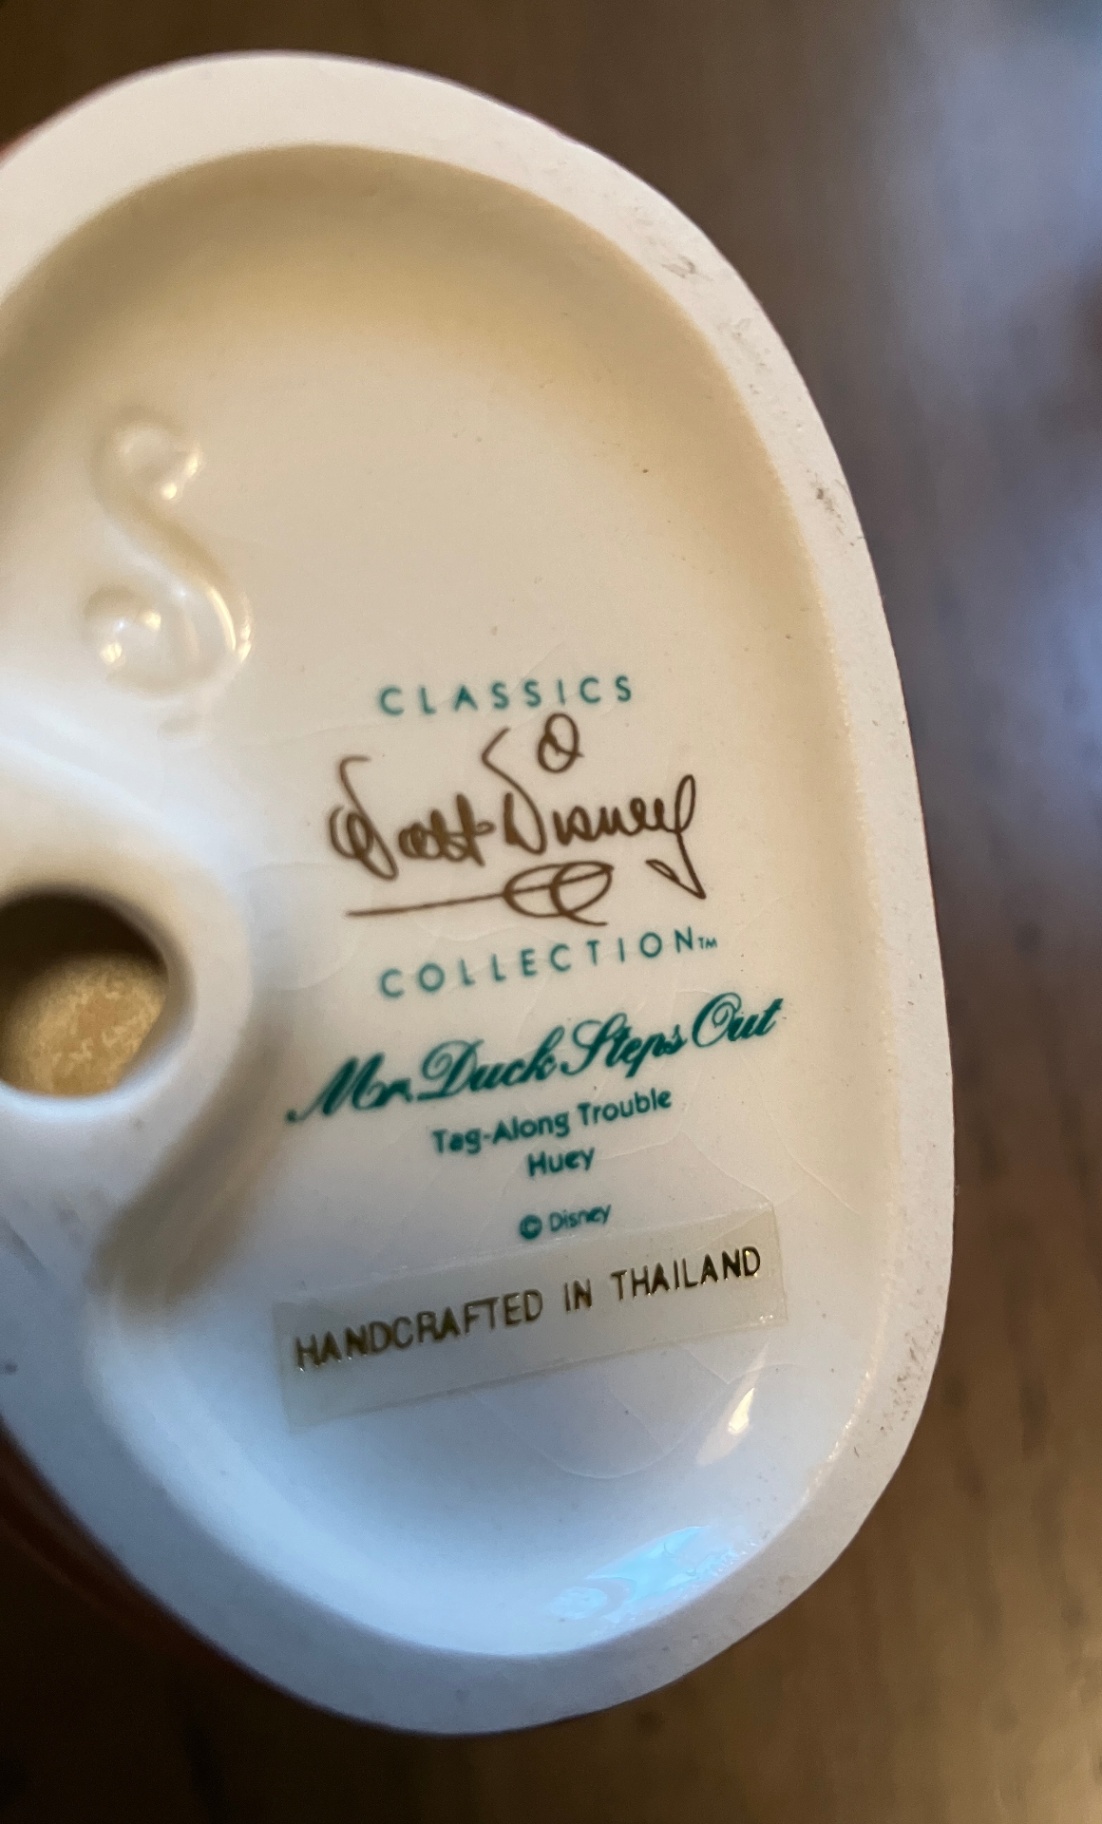 CLASSICS
Walt Disney
COLLECTION™
Mr. Duck Steps Out
Tag-Along Trouble
Huey
© Disney
HANDCRAFTED IN THAILAND